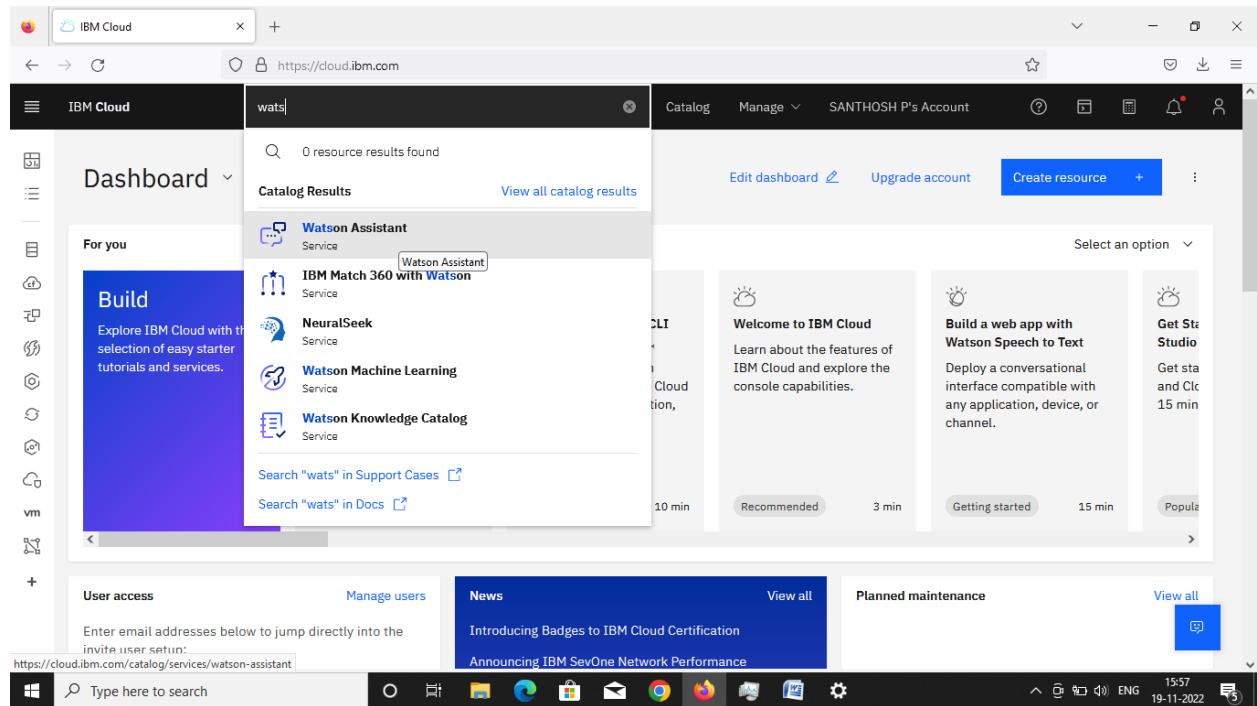 IBM Cloud
https://cloud.ibm.com
IBM Cloud
wats
Catalog
Manage
SANTHOSH P's Account
0 resource results found
Catalog Results
View all catalog results
Watson Assistant
Service
Watson Assistant
IBM Match 360 with Watson
Service
NeuralSeek
Service
Watson Machine Learning
Service
Watson Knowledge Catalog
Service
Search "wats" in Support Cases
Search "wats" in Docs
Dashboard
Edit dashboard
Upgrade account
Create resource +
For you
Select an option
Build
Explore IBM Cloud with th
selection of easy starter
tutorials and services.
CLI
Cloud
tion,
10 min
Welcome to IBM Cloud
Learn about the features of
IBM Cloud and explore the
console capabilities.
Recommended
3 min
Build a web app with
Watson Speech to Text
Deploy a conversational
interface compatible with
any application, device, or
channel.
Getting started
15 min
Get Sta
Studio
Get sta
and Clo
15 min
Popula
vm
User access
Manage users
Enter email addresses below to jump directly into the
invite user setup:
News
View all
Introducing Badges to IBM Cloud Certification
Announcing IBM SevOne Network Performance
Planned maintenance
View all
https://cloud.ibm.com/catalog/services/watson-assistant
Type here to search
ENG
15:57
19-11-2022
5